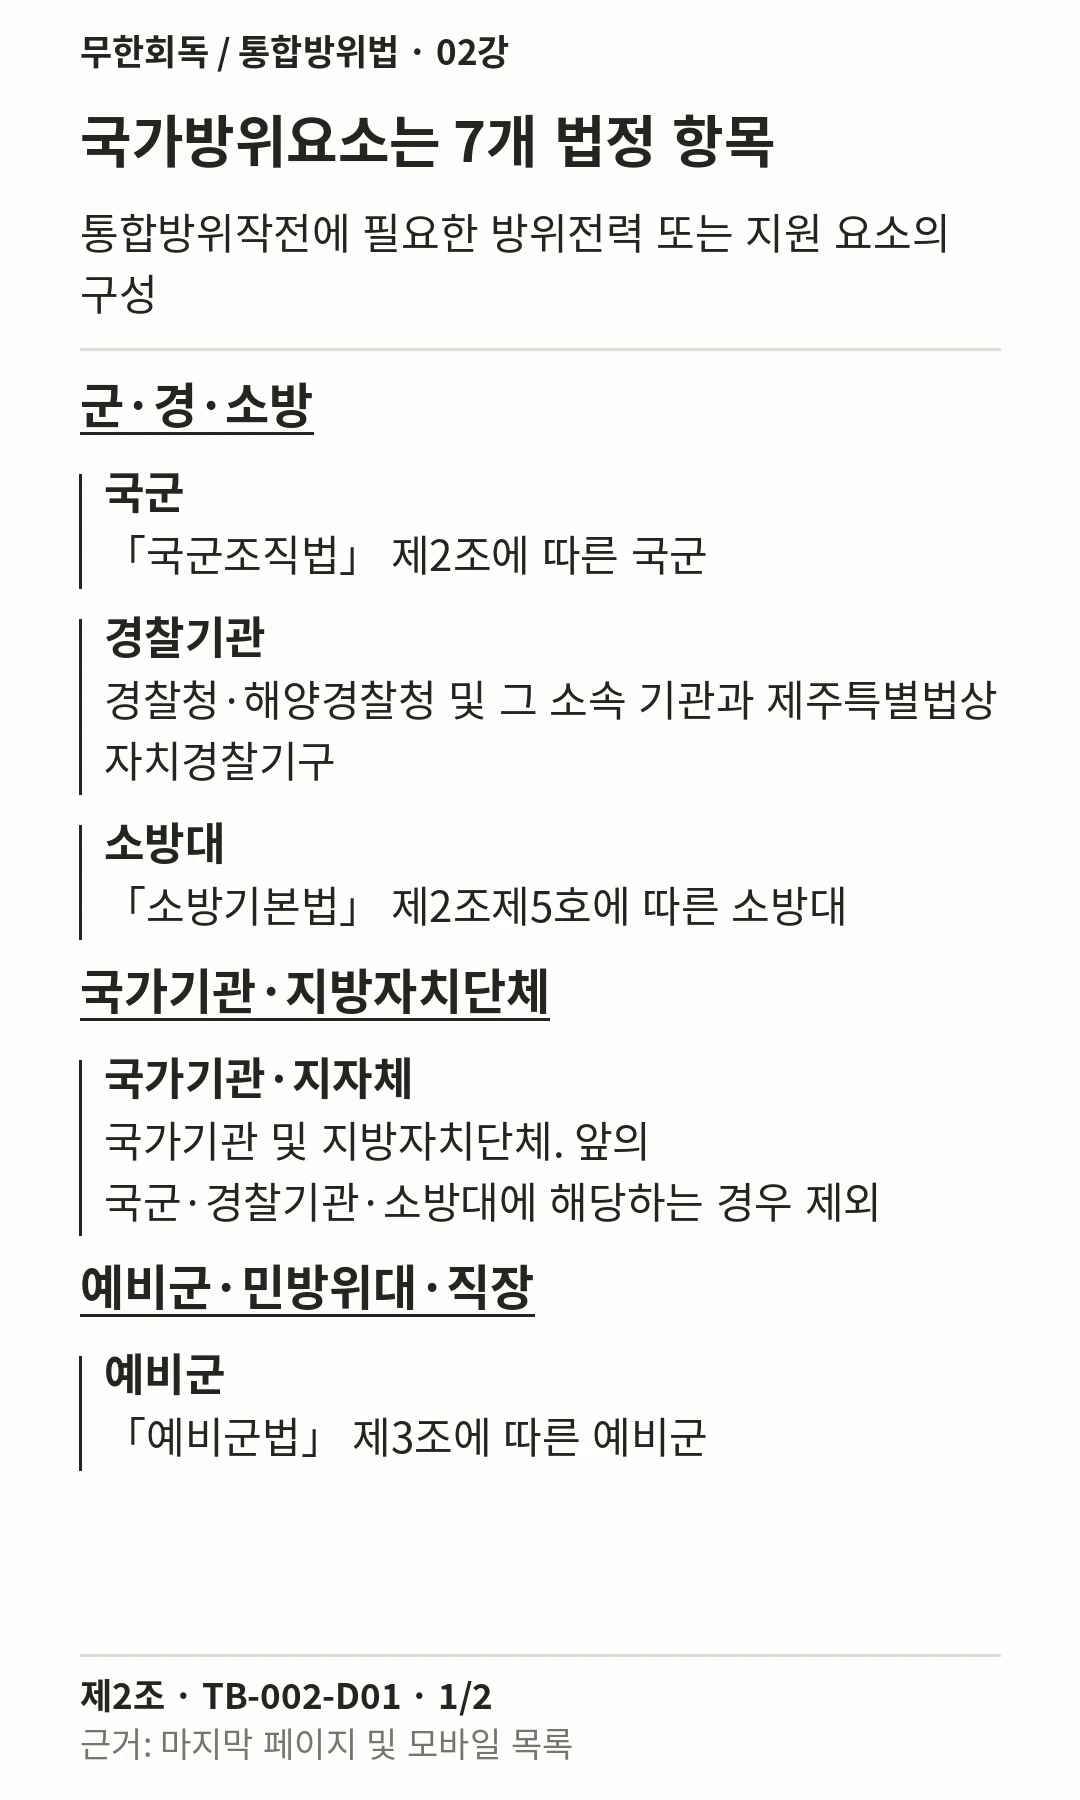 무한회독 / 통합방위법 · 02강
국가방위요소는 7개 법정 항목
통합방위작전에 필요한 방위전력 또는 지원 요소의
구성
군·경·소방
국군
「국군조직법」 제2조에 따른 국군
경찰기관
경찰청·해양경찰청 및 그 소속 기관과 제주특별법상
자치경찰기구
소방대
「소방기본법」 제2조제5호에 따른 소방대
국가기관·지방자치단체
국가기관·지자체
국가기관 및 지방자치단체. 앞의
국군·경찰기관·소방대에 해당하는 경우 제외
예비군·민방위대·직장
예비군
「예비군법」 제3조에 따른 예비군
제2조 · TB-002-D01 · 1/2
근거: 마지막 페이지 및 모바일 목록